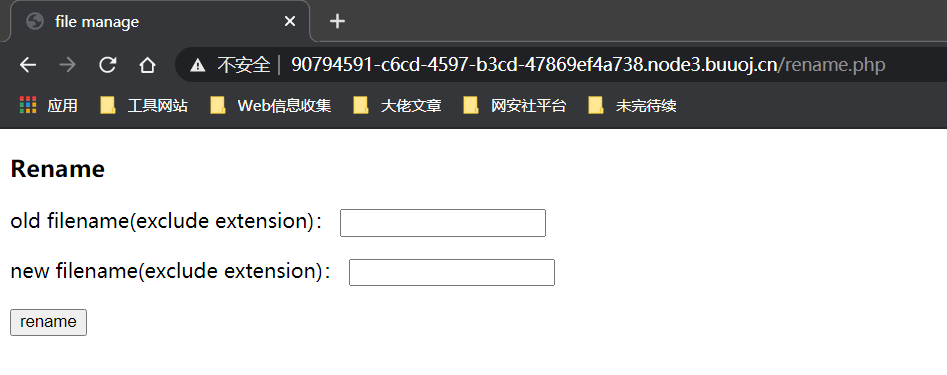 file manage
不安全 | 90794591-c6cd-4597-b3cd-47869ef4a738.node3.buuoj.cn/rename.php
应用 工具网站 Web信息收集 大佬文章 网安社平台 未完待续
Rename
old filename(exclude extension)：
new filename(exclude extension)：
rename